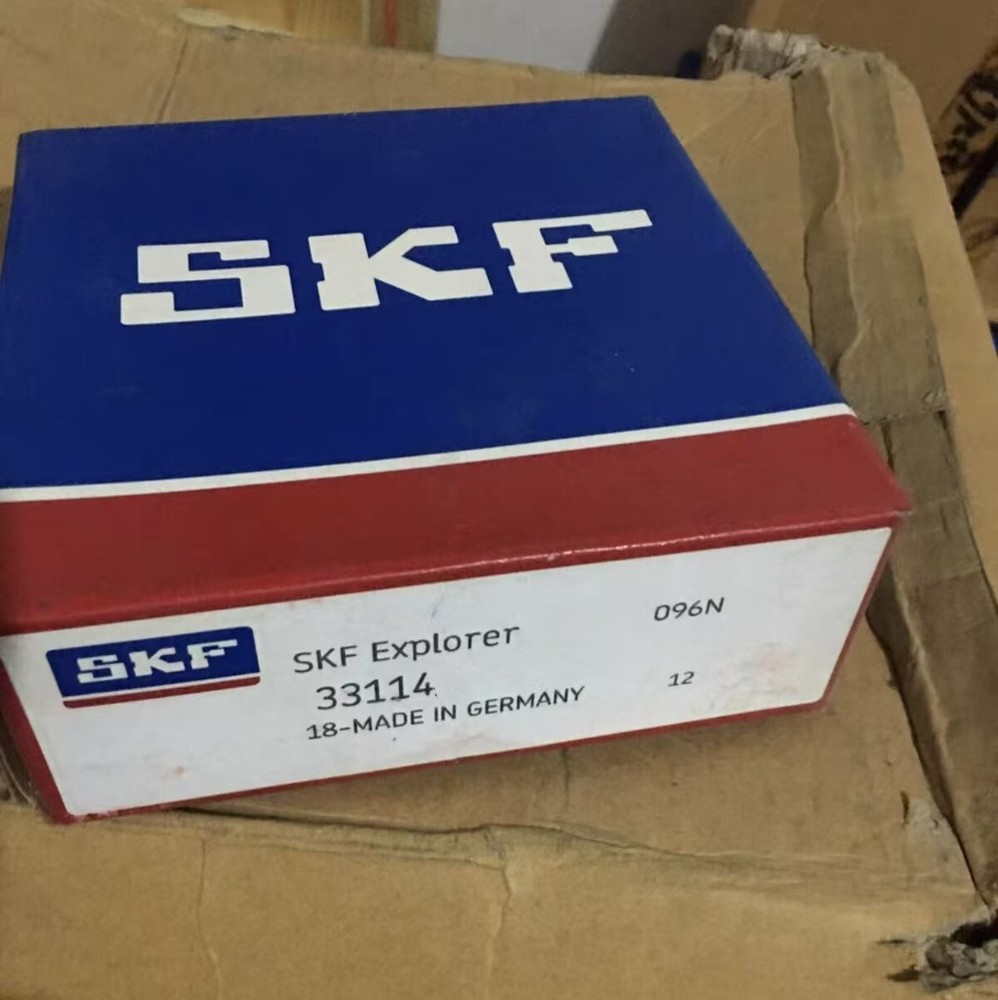 SKF
SKF
SKF Explorer
096N
33114
18-MADE IN GERMANY
12